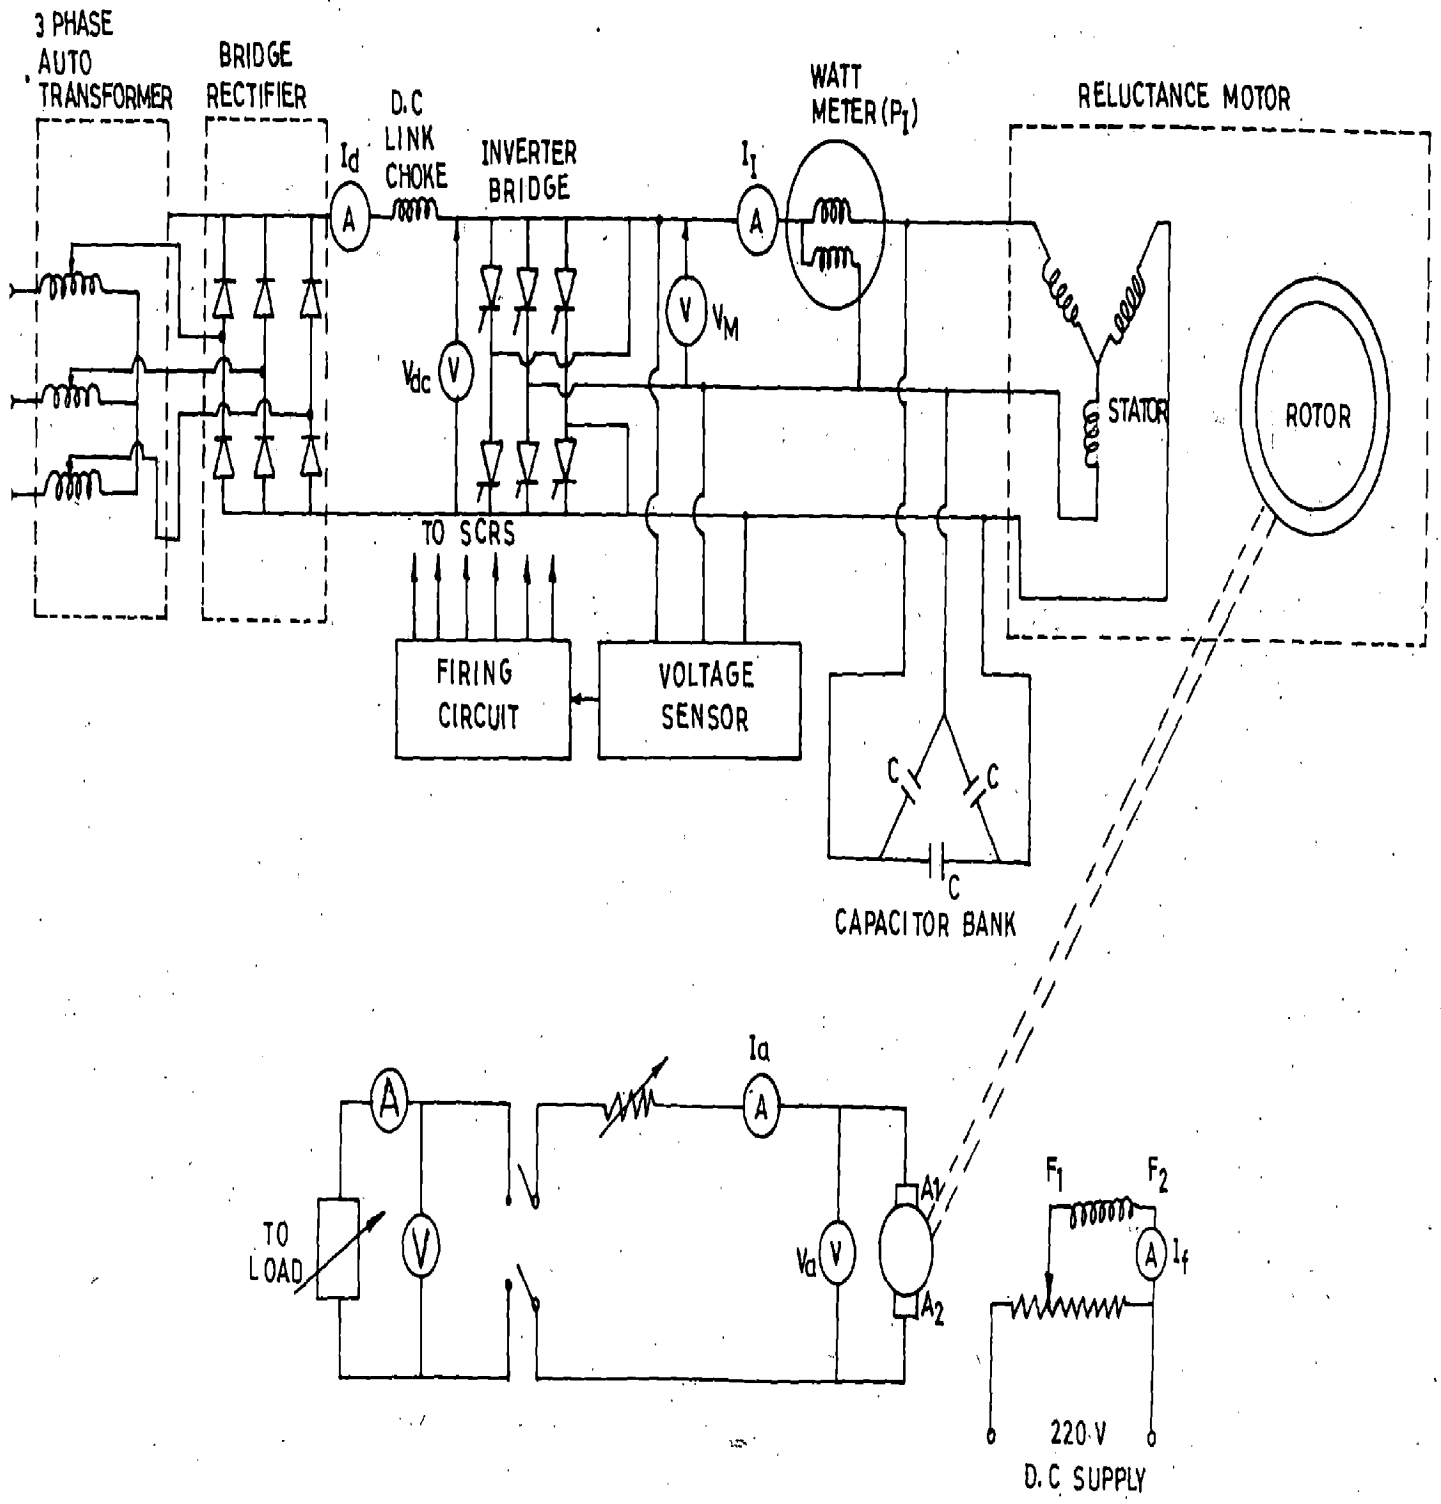 3 PHASE
AUTO
TRANSFORMER
BRIDGE
RECTIFIER
Id
A
D.C
LINK
CHOKE
INVERTER
BRIDGE
II
A
WATT
METER (PI)
RELUCTANCE MOTOR
Vdc
V
V
VM
STATOR
ROTOR
TO SCRS
FIRING
CIRCUIT
VOLTAGE
SENSOR
C
C
C
CAPACITOR BANK
A
Ia
A
TO
LOAD
V
Va
V
A1
A2
F1
F2
A
If
220 V
D.C SUPPLY